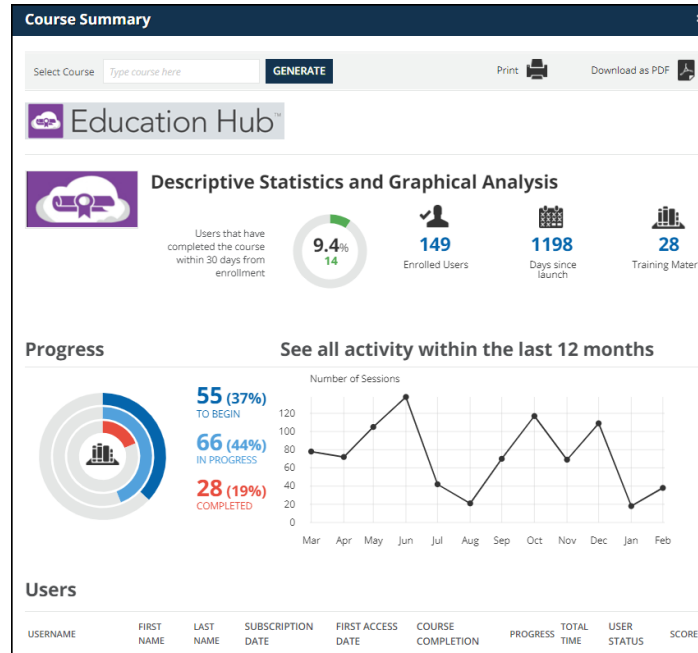 Course Summary
Select Course Type course here GENERATE Print Download as PDF
Education Hub™
Descriptive Statistics and Graphical Analysis
Users that have
completed the course
within 30 days from
enrollment
9.4%
14
149
Enrolled Users
1198
Days since
launch
28
Training Mater
Progress
55 (37%)
TO BEGIN
66 (44%)
IN PROGRESS
28 (19%)
COMPLETED
See all activity within the last 12 months
Number of Sessions
120
100
80
60
40
20
0
Mar Apr May Jun Jul Aug Sep Oct Nov Dec Jan Feb
Users
USERNAME FIRST NAME LAST NAME SUBSCRIPTION DATE FIRST ACCESS DATE COURSE COMPLETION PROGRESS TOTAL TIME USER STATUS SCORE